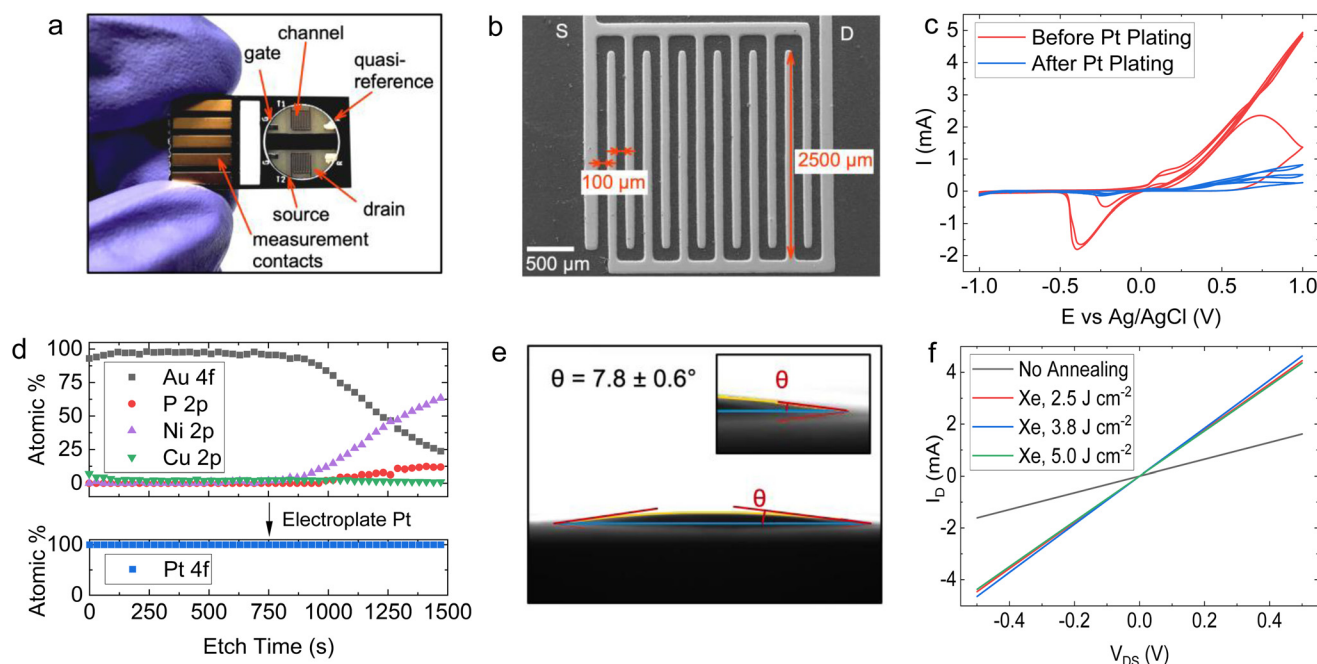 a
channel
gate
quasi-
reference
source
drain
measurement
contacts
b
S
D
100 µm
2500 µm
500 µm
c
Before Pt Plating
After Pt Plating
5
4
3
2
1
0
-1
-2
I (mA)
-1.0
-0.5
0.0
0.5
1.0
E vs Ag/AgCl (V)
d
100
75
50
25
0
Atomic %
Au 4f
P 2p
Ni 2p
Cu 2p
Electroplate Pt
100
50
0
Atomic %
Pt 4f
0
250
500
750
1000
1250
1500
Etch Time (s)
e
θ = 7.8 ± 0.6°
θ
θ
f
No Annealing
Xe, 2.5 J cm-2
Xe, 3.8 J cm-2
Xe, 5.0 J cm-2
4
2
0
-2
-4
ID (mA)
-0.4
-0.2
0.0
0.2
0.4
VDS (V)